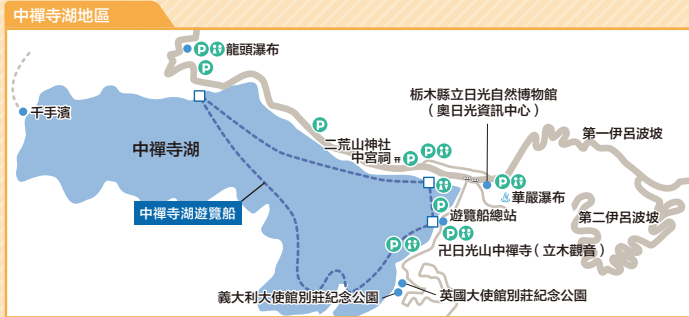 中禪寺湖地區
P
龍頭瀑布
P
栃木縣立日光自然博物館
(奧日光資訊中心)
千手濱
P
第一伊呂波坡
二荒山神社
中宮祠
P
P
中禪寺湖
P
華嚴瀑布
P
中禪寺湖遊覽船
遊覽船總站
第二伊呂波坡
P
P
卍日光山中禪寺(立木觀音)
義大利大使館別莊紀念公園
英國大使館別莊紀念公園